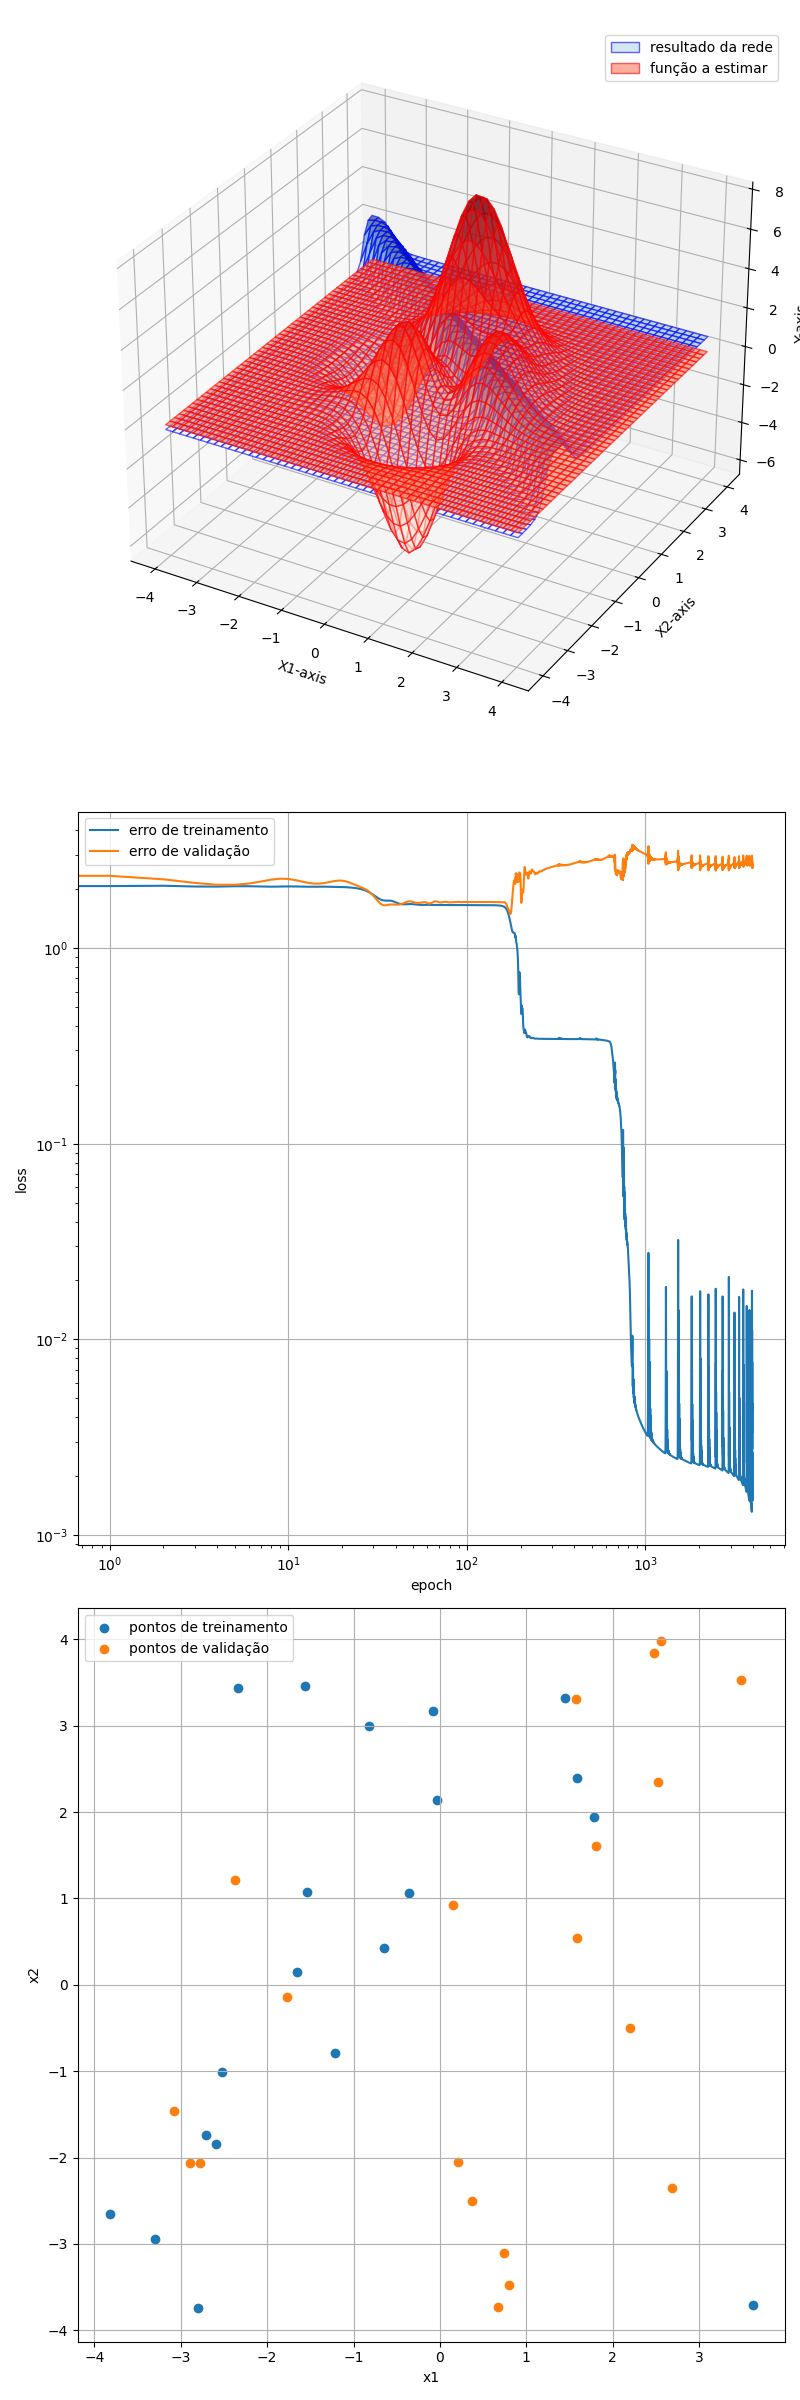 resultado da rede
função a estimar
8
6
4
2
0
−2
−4
−6
4
3
2
1
0
−1
−2
−3
−4
X2-axis
−4
−3
−2
−1
0
1
2
3
4
X1-axis
erro de treinamento
erro de validação
10⁰
10⁻¹
10⁻²
10⁻³
loss
10⁰ 10¹ 10² 10³
epoch
pontos de treinamento
pontos de validação
4
3
2
1
0
−1
−2
−3
−4
x2
−4 −3 −2 −1 0 1 2 3
x1